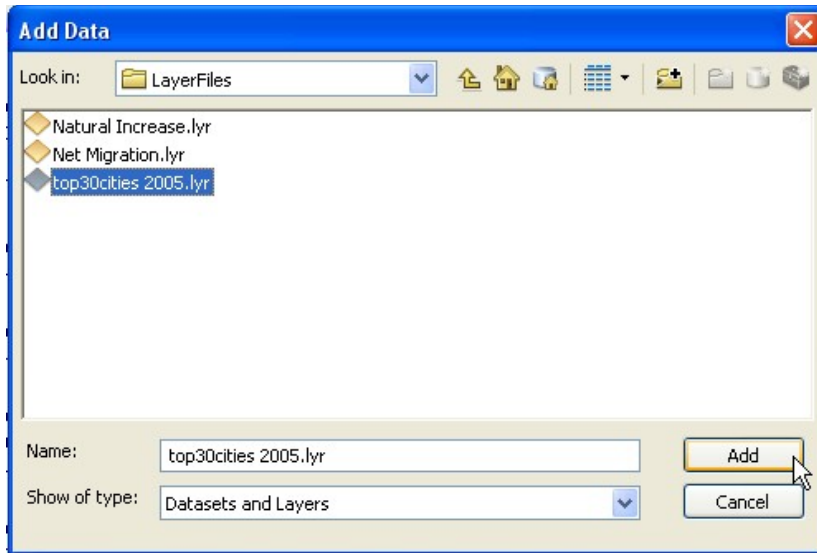 Add Data
Look in: LayerFiles
Natural Increase.lyr
Net Migration.lyr
top30cities 2005.lyr
Name: top30cities 2005.lyr Add
Show of type: Datasets and Layers Cancel